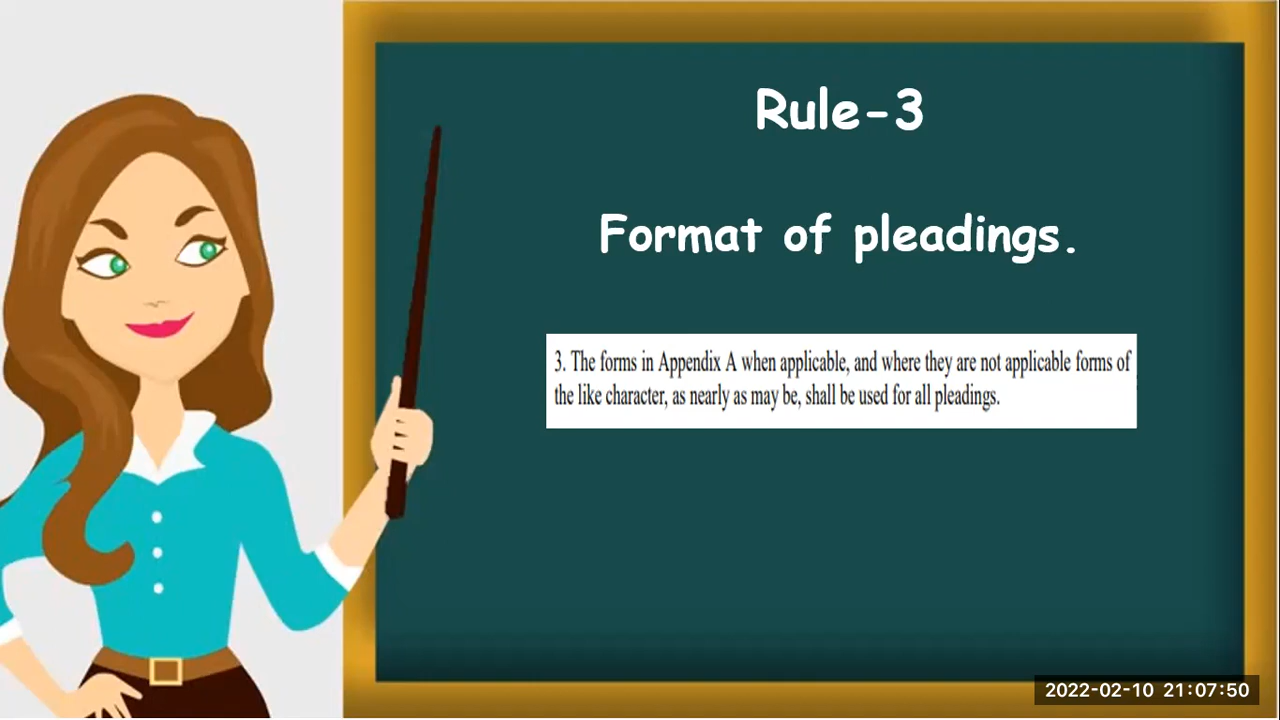 Rule-3
Format of pleadings.
3. The forms in Appendix A when applicable, and where they are not applicable forms of
the like character, as nearly as may be, shall be used for all pleadings.
2022-02-10 21:07:50